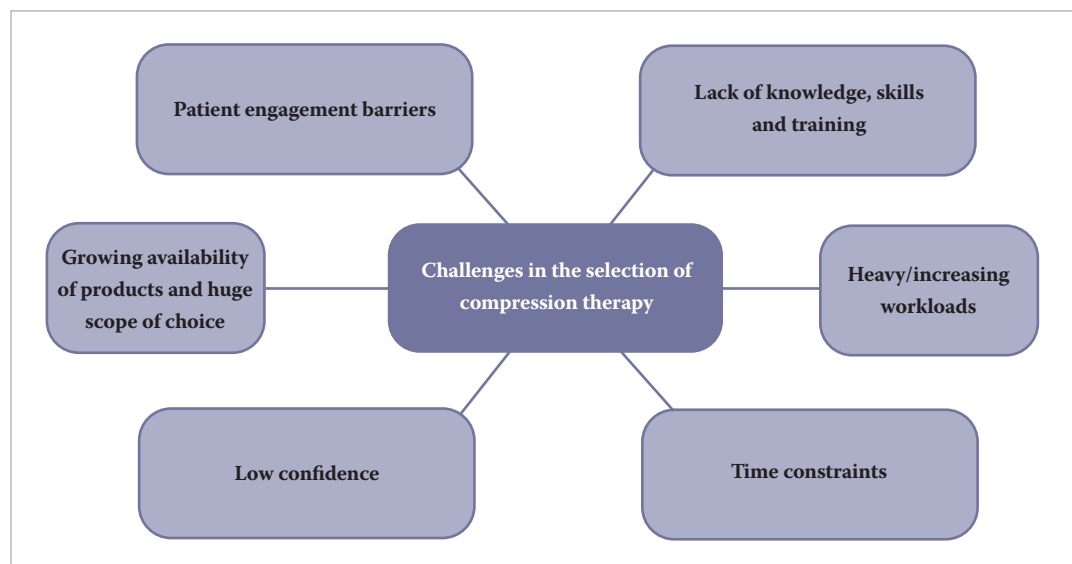 Patient engagement barriers
Lack of knowledge, skills
and training
Growing availability
of products and huge
scope of choice
Challenges in the selection of
compression therapy
Heavy/increasing
workloads
Low confidence
Time constraints